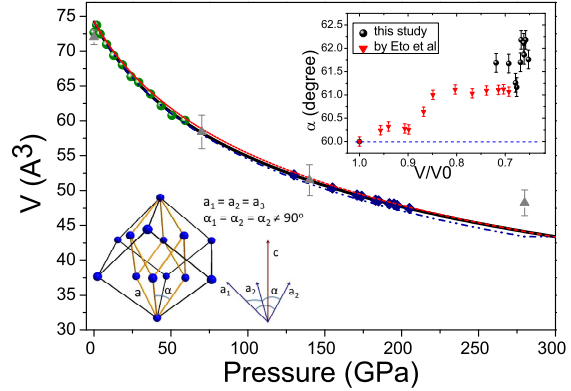 75
70
65
60
55
50
45
40
35
30
V (A³)
0
50
100
150
200
250
300
Pressure (GPa)
62.5
62.0
61.5
61.0
60.5
60.0
α (degree)
1.0
0.9
0.8
0.7
V/V0
this study
by Eto et al
a₁ = a₂ = a₃
α₁ = α₂ = α₂ ≠ 90°
a
α
c
a₁
a₂
α
a₂